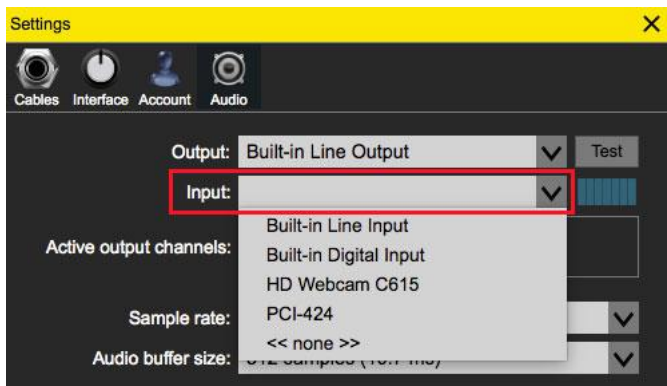 Settings
Cables Interface Account Audio
Output: Built-in Line Output Test
Input:
Built-in Line Input
Active output channels:
Built-in Digital Input
HD Webcam C615
Sample rate: PCI-424
<< none >>
Audio buffer size: